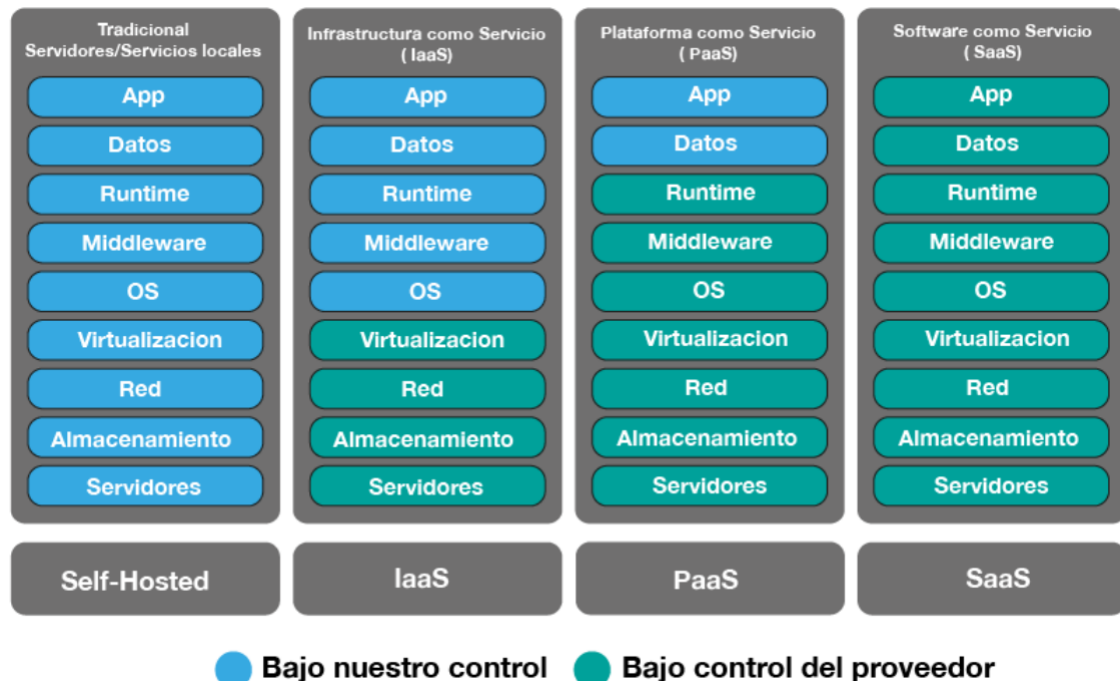 Tradicional
Servidores/Servicios locales
App
Datos
Runtime
Middleware
OS
Virtualizacion
Red
Almacenamiento
Servidores
Self-Hosted
Infrastructura como Servicio
( IaaS)
App
Datos
Runtime
Middleware
OS
Virtualizacion
Red
Almacenamiento
Servidores
IaaS
Plataforma como Servicio
( PaaS)
App
Datos
Runtime
Middleware
OS
Virtualizacion
Red
Almacenamiento
Servidores
PaaS
Software como Servicio
( SaaS)
App
Datos
Runtime
Middleware
OS
Virtualizacion
Red
Almacenamiento
Servidores
SaaS
Bajo nuestro control
Bajo control del proveedor